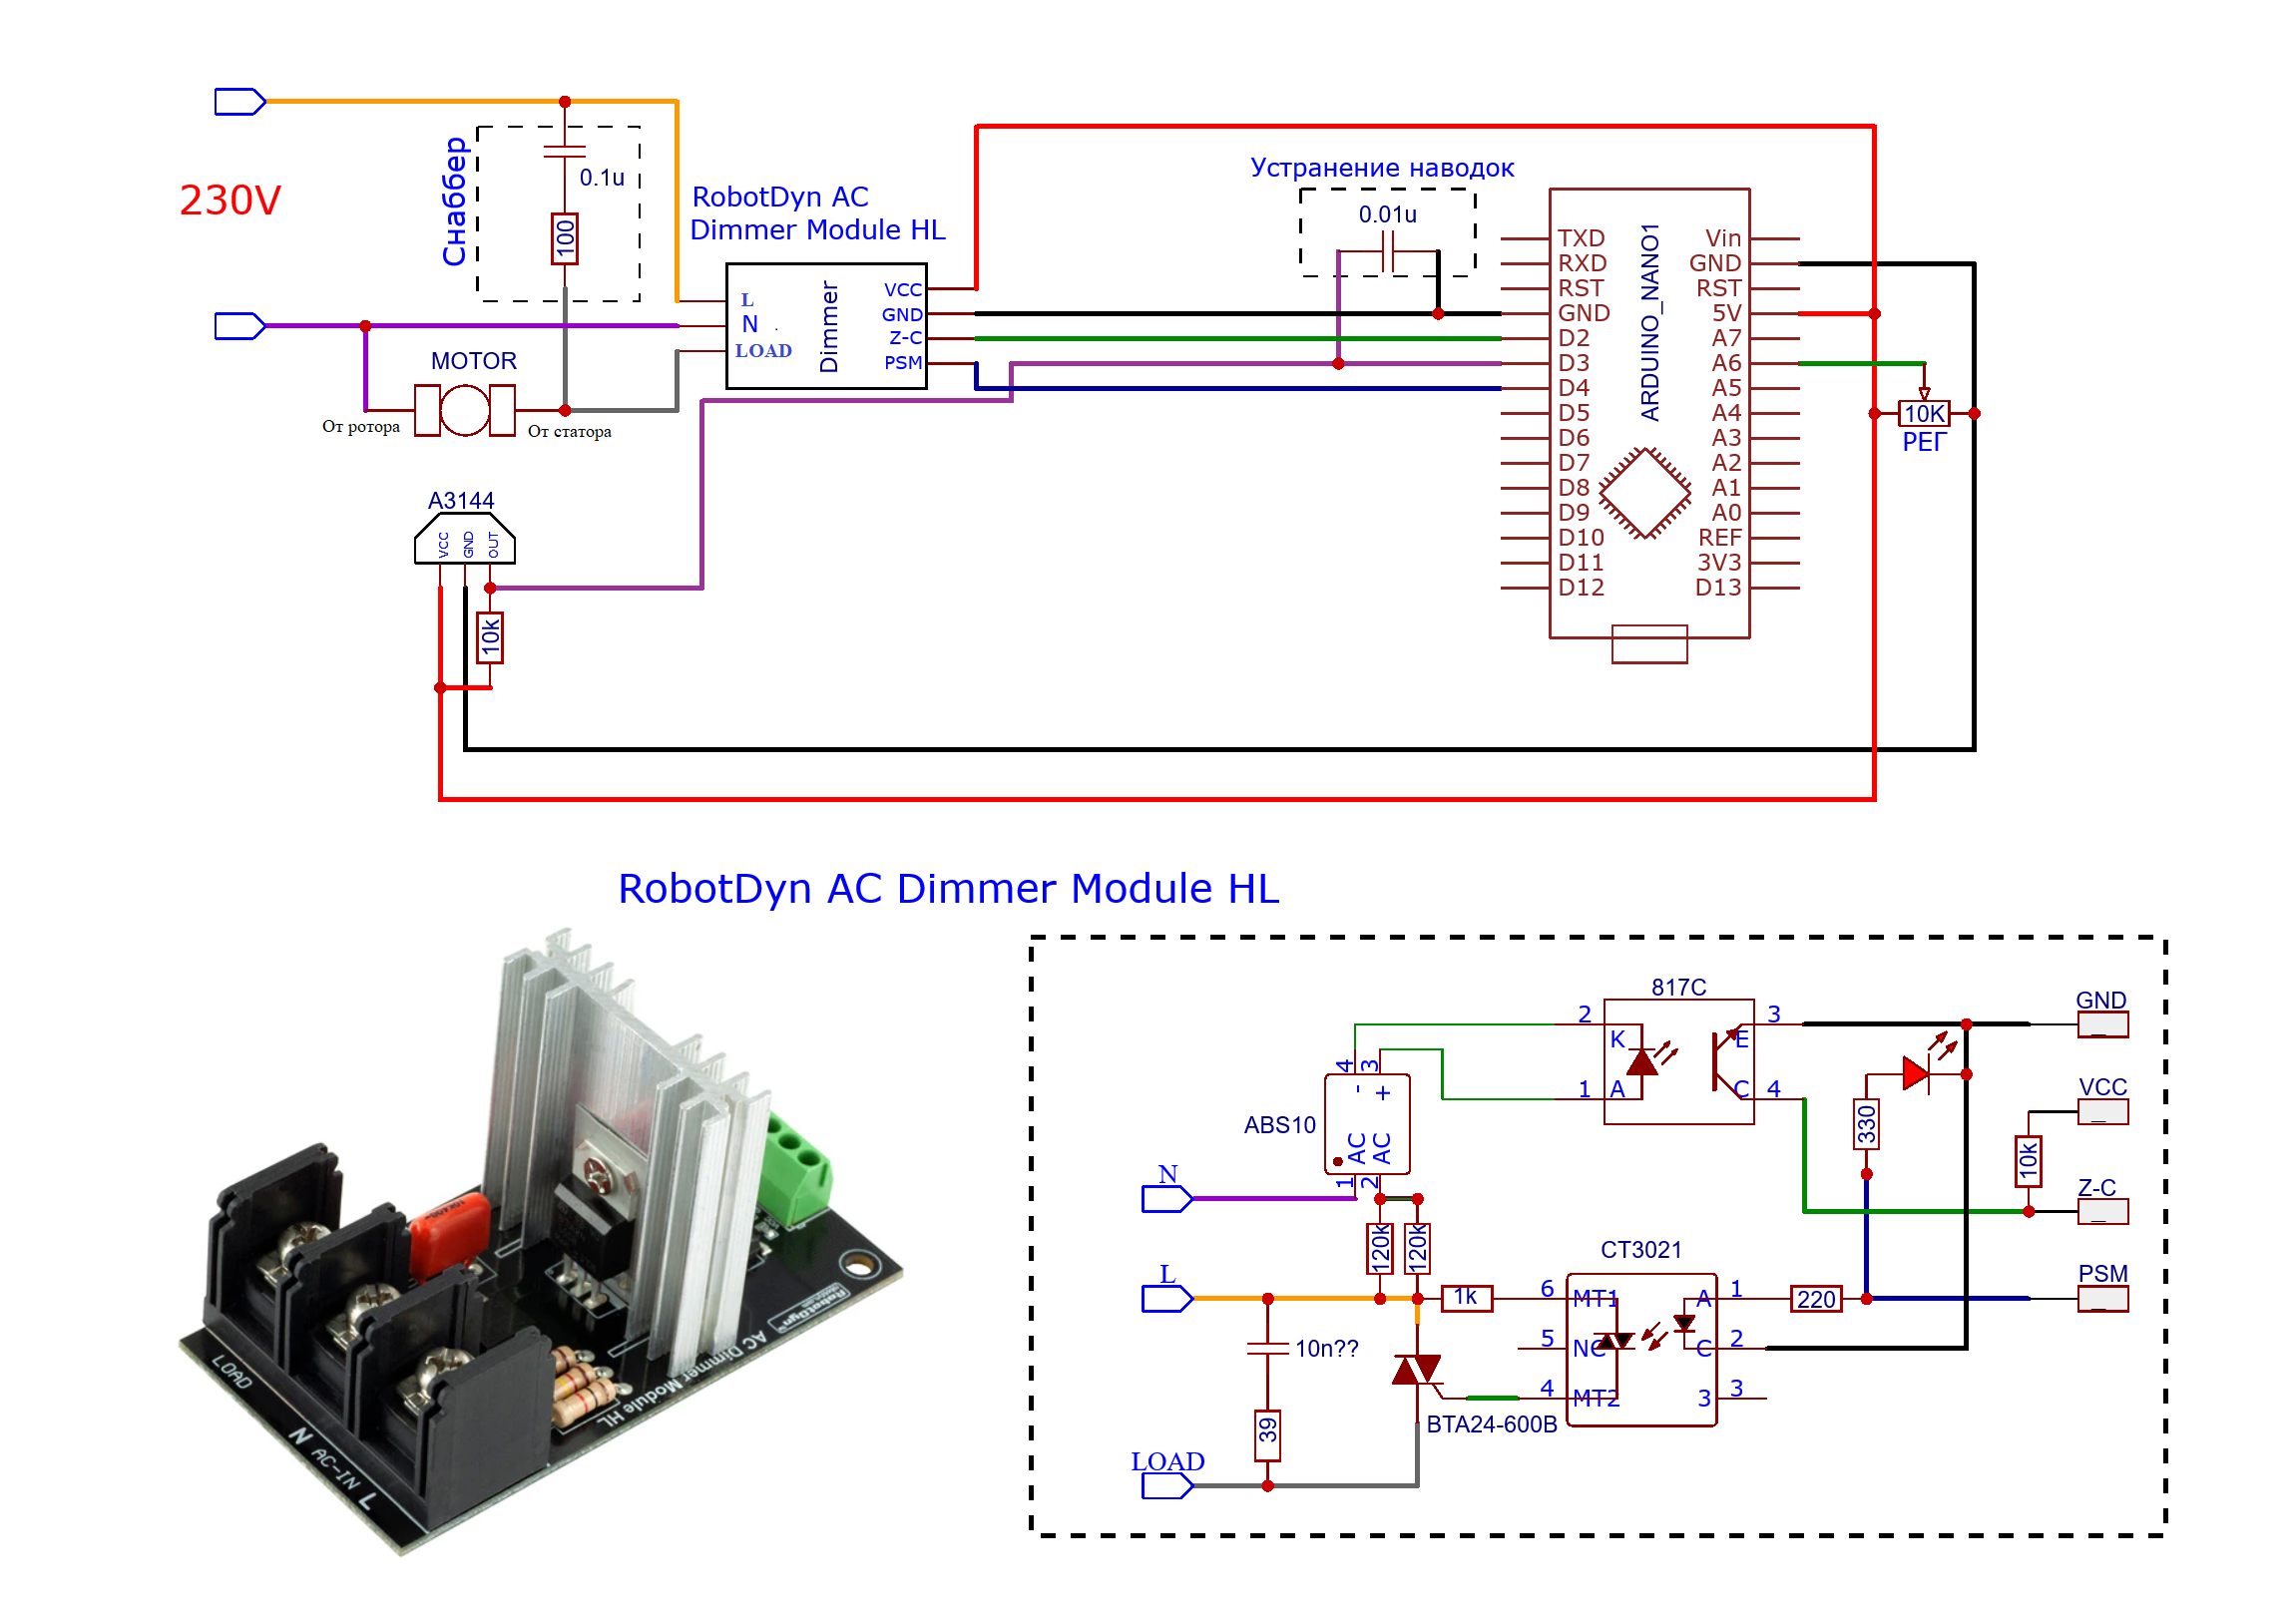 230V
Снаббер
0.1u
100
RobotDyn AC
Dimmer Module HL
L
N
LOAD
Dimmer
VCC
GND
Z-C
PSM
MOTOR
От ротора
От статора
A3144
VCC
GND
OUT
10k
Устранение наводок
0.01u
ARDUINO_NANO1
TXD
RXD
RST
GND
D2
D3
D4
D5
D6
D7
D8
D9
D10
D11
D12
Vin
GND
RST
5V
A7
A6
A5
A4
A3
A2
A1
A0
REF
3V3
D13
10K
РЕГ
RobotDyn AC Dimmer Module HL
LOAD
N AC-IN L
AC Dimmer Module HL
RobotDyn
817C
2
K
1
A
3
E
C
4
GND
VCC
10k
Z-C
PSM
330
220
4
3
-
+
ABS10
AC
AC
1
2
N
120k
120k
L
1k
10n??
39
LOAD
BTA24-600B
CT3021
6
MT1
5
NC
4
MT2
A
1
C
2
3
3